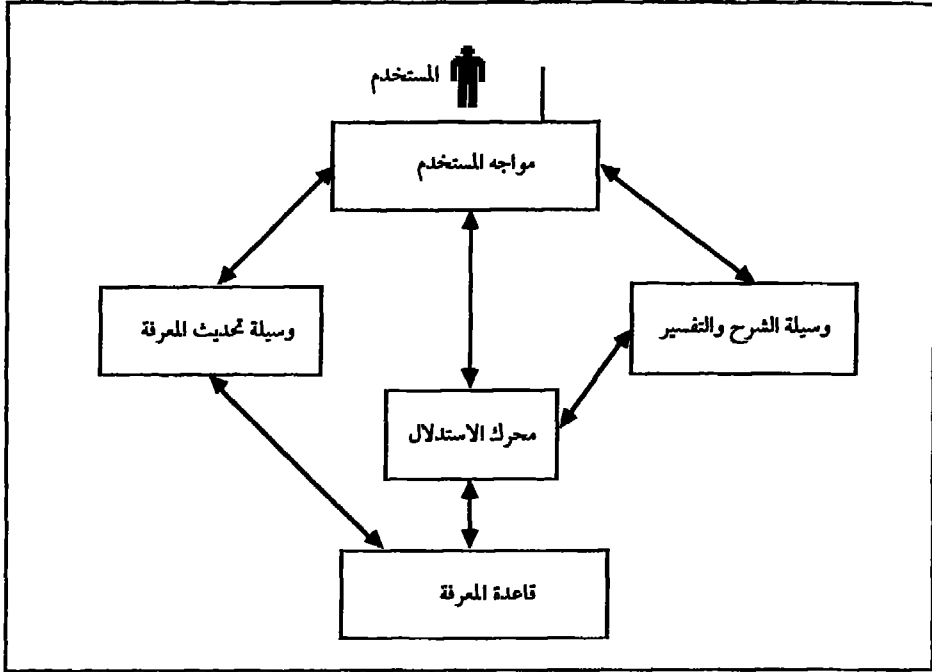 المستخدم
مواجه المستخدم
وسيلة الشرح والتفسير
وسيلة تحديث المعرفة
محرك الاستدلال
قاعدة المعرفة